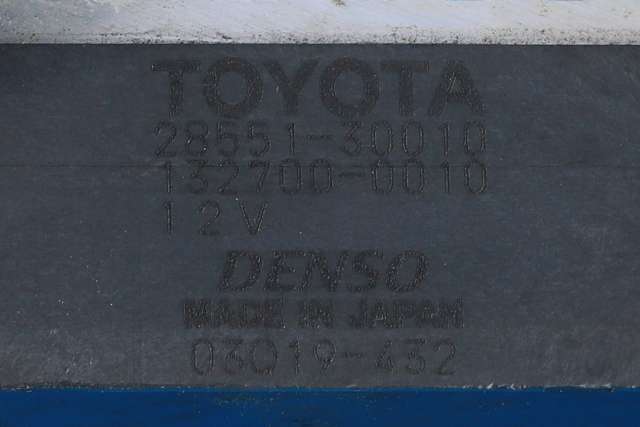 TOYOTA
28551-30010
132700-0010
12V
DENSO
MADE IN JAPAN
03019-432